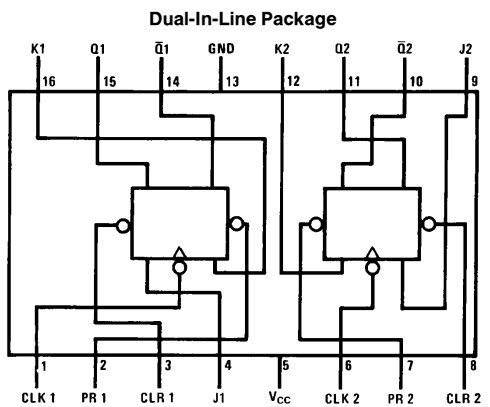 Dual-In-Line Package
K1 Q1 Q̅1 GND K2 Q2 Q̅2 J2
16 15 14 13 12 11 10 9
1 2 3 4 5 6 7 8
CLK 1 PR 1 CLR 1 J1 VCC CLK 2 PR 2 CLR 2